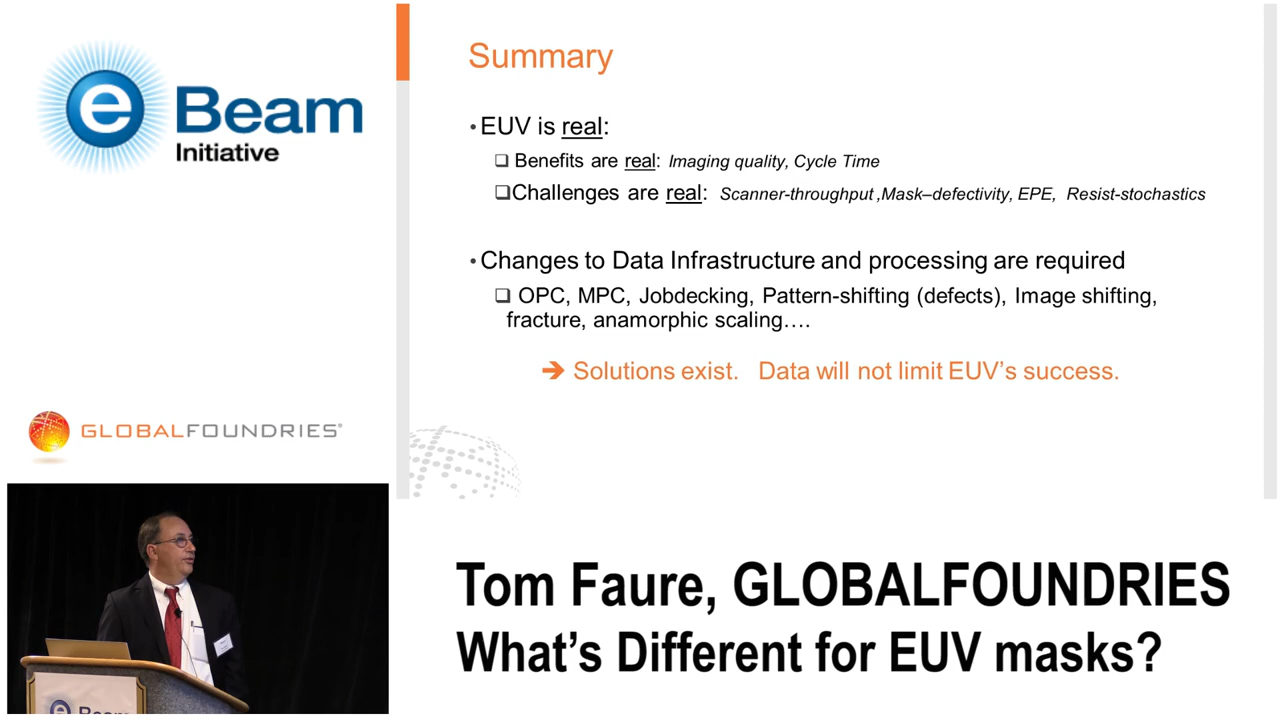 e Beam
Initiative
GLOBALFOUNDRIES®
Summary
•EUV is real:
❑ Benefits are real: Imaging quality, Cycle Time
❑Challenges are real: Scanner-throughput ,Mask–defectivity, EPE, Resist-stochastics
•Changes to Data Infrastructure and processing are required
❑ OPC, MPC, Jobdecking, Pattern-shifting (defects), Image shifting,
fracture, anamorphic scaling….
➔ Solutions exist. Data will not limit EUV’s success.
e Beam
Tom Faure, GLOBALFOUNDRIES
What’s Different for EUV masks?